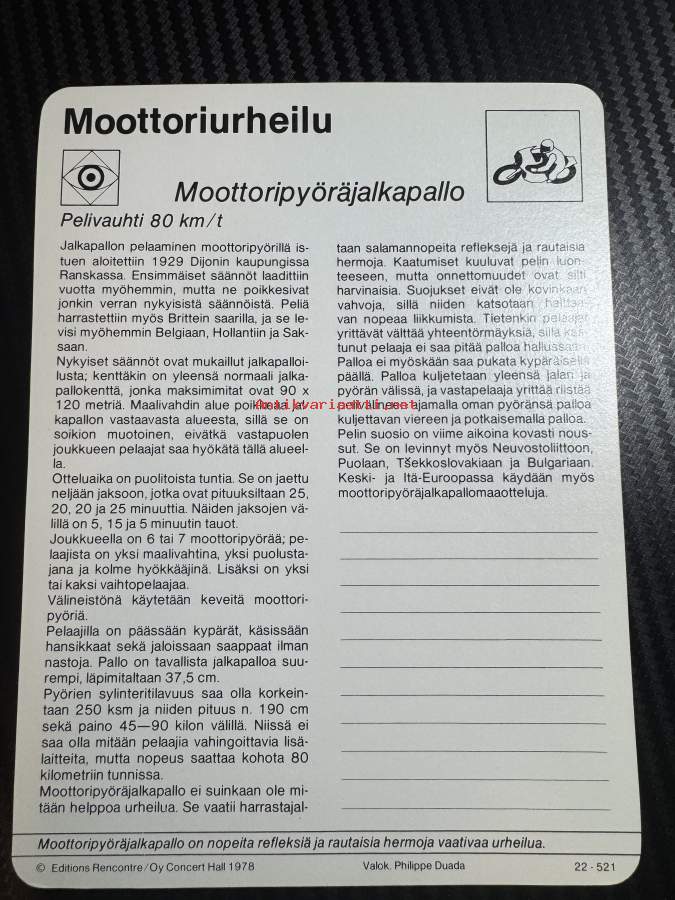 Moottoriurheilu
Moottoripyöräjalkapallo
Pelivauhti 80 km/t
Jalkapallon pelaaminen moottoripyörillä is-
tuen aloitettiin 1929 Dijonin kaupungissa
Ranskassa. Ensimmäiset säännöt laadittiin
vuotta myöhemmin, mutta ne poikkesivat
jonkin verran nykyisistä säännöistä. Peliä
harrastettiin myös Brittein saarilla, ja se le-
visi myöhemmin Belgiaan, Hollantiin ja Sak-
saan.
Nykyiset säännöt ovat mukaillut jalkapalloi-
lusta; kenttäkin on yleensä normaali jalka-
pallokenttä, jonka maksimimitat ovat 90 x
120 metriä. Maalivahdin alue poikkeaa jal-
kapallon vastaavasta alueesta, sillä se on
soikion muotoinen, eivätkä vastapuolen
joukkueen pelaajat saa hyökätä tällä alueel-
la.
Otteluaika on puolitoista tuntia. Se on jaettu
neljään jaksoon, jotka ovat pituuksiltaan 25,
20, 20 ja 25 minuuttia. Näiden jaksojen vä-
lillä on 5, 15 ja 5 minuutin tauot.
Joukkueella on 6 tai 7 moottoripyörää; pe-
laajista on yksi maalivahtina, yksi puolusta-
jana ja kolme hyökkääjinä. Lisäksi on yksi
tai kaksi vaihtopelaajaa.
Välineistönä käytetään keveitä moottori-
pyöriä.
Pelaajilla on päässään kypärät, käsissään
hansikkaat sekä jaloissaan saappaat ilman
nastoja. Pallo on tavallista jalkapalloa suu-
rempi, läpimitaltaan 37,5 cm.
Pyörien sylinteritilavuus saa olla korkein-
taan 250 ksm ja niiden pituus n. 190 cm
sekä paino 45—90 kilon välillä. Niissä ei
saa olla mitään pelaajia vahingoittavia lisä-
laitteita, mutta nopeus saattaa kohota 80
kilometriin tunnissa.
Moottoripyöräjalkapallo ei suinkaan ole mi-
tään helppoa urheilua. Se vaatii harrastajal-
taan salamannopeita refleksejä ja rautaisia
hermoja. Kaatumiset kuuluvat pelin luon-
teeseen, mutta onnettomuudet ovat silti
harvinaisia. Suojukset eivät ole kovinkaan
vahvoja, sillä niiden katsotaan haittaa-
van nopeaa liikkumista. Tietenkin pelaajat
yrittävät välttää yhteentörmäyksiä, sillä kaa-
tunut pelaaja ei saa pitää palloa hallussaan.
Palloa ei myöskään saa pukata kypäräisellä
päällä. Palloa kuljetetaan yleensä jalan ja
pyörän välissä, ja vastapelaaja yrittää riistää
ajamalla oman pyöränsä palloa
kuljettavan viereen ja potkaisemalla palloa.
Pelin suosio on viime aikoina kovasti nous-
sut. Se on levinnyt myös Neuvostoliittoon,
Puolaan, Tšekkoslovakiaan ja Bulgariaan.
Keski- ja Itä-Euroopassa käydään myös
moottoripyöräjalkapallomaaotteluja.
Antikvariaatti.net
Moottoripyöräjalkapallo on nopeita refleksiä ja rautaisia hermoja vaativaa urheilua.
© Editions Rencontre/Oy Concert Hall 1978 Valok. Philippe Duada 22 - 521